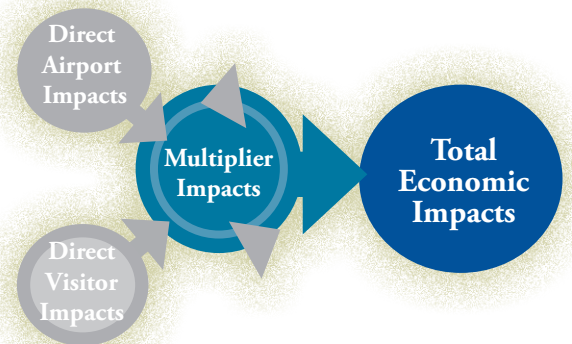 Direct
Airport
Impacts
Multiplier
Impacts
Total
Economic
Impacts
Direct
Visitor
Impacts